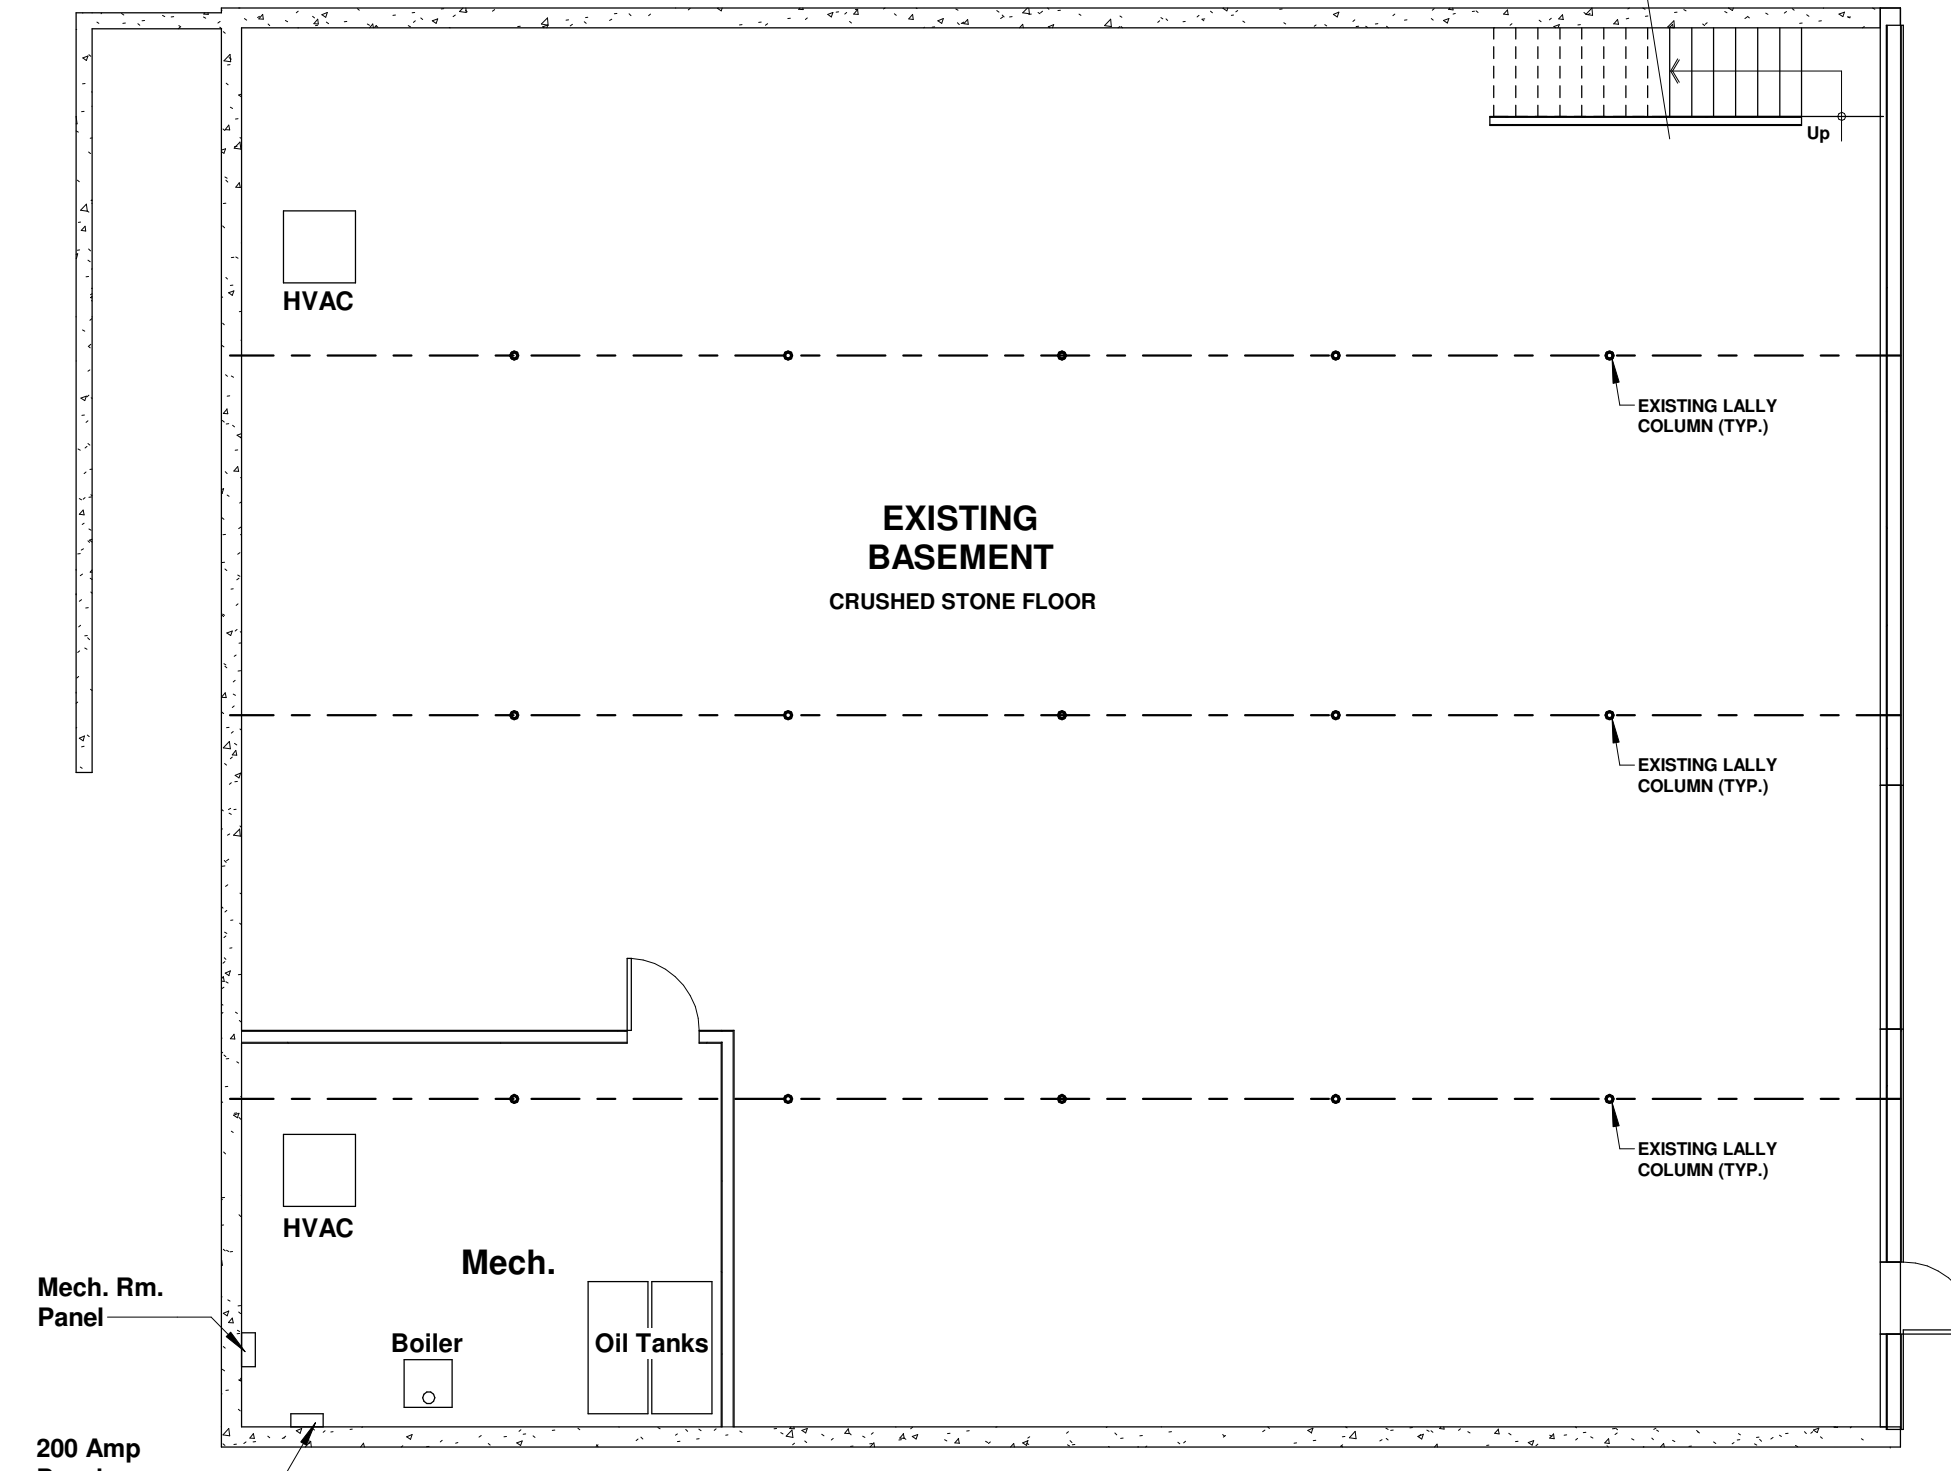 Up
HVAC
EXISTING LALLY
COLUMN (TYP.)
EXISTING
BASEMENT
CRUSHED STONE FLOOR
EXISTING LALLY
COLUMN (TYP.)
EXISTING LALLY
COLUMN (TYP.)
HVAC
Mech.
Mech. Rm.
Panel
Boiler
Oil Tanks
200 Amp